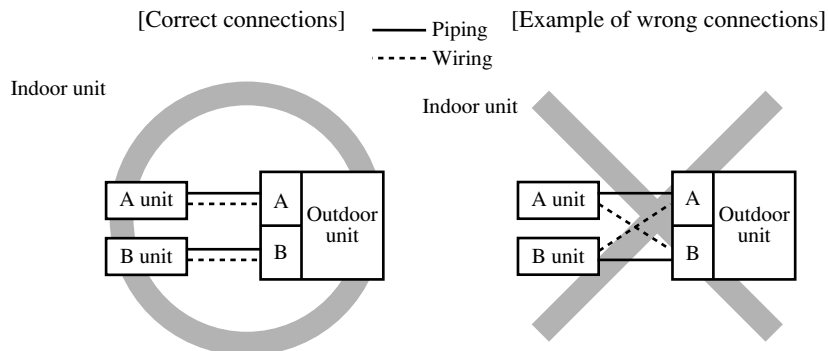 [Correct connections]
Piping
Wiring
[Example of wrong connections]
Indoor unit
A unit
B unit
A
B
Outdoor
unit
Indoor unit
A unit
B unit
A
B
Outdoor
unit